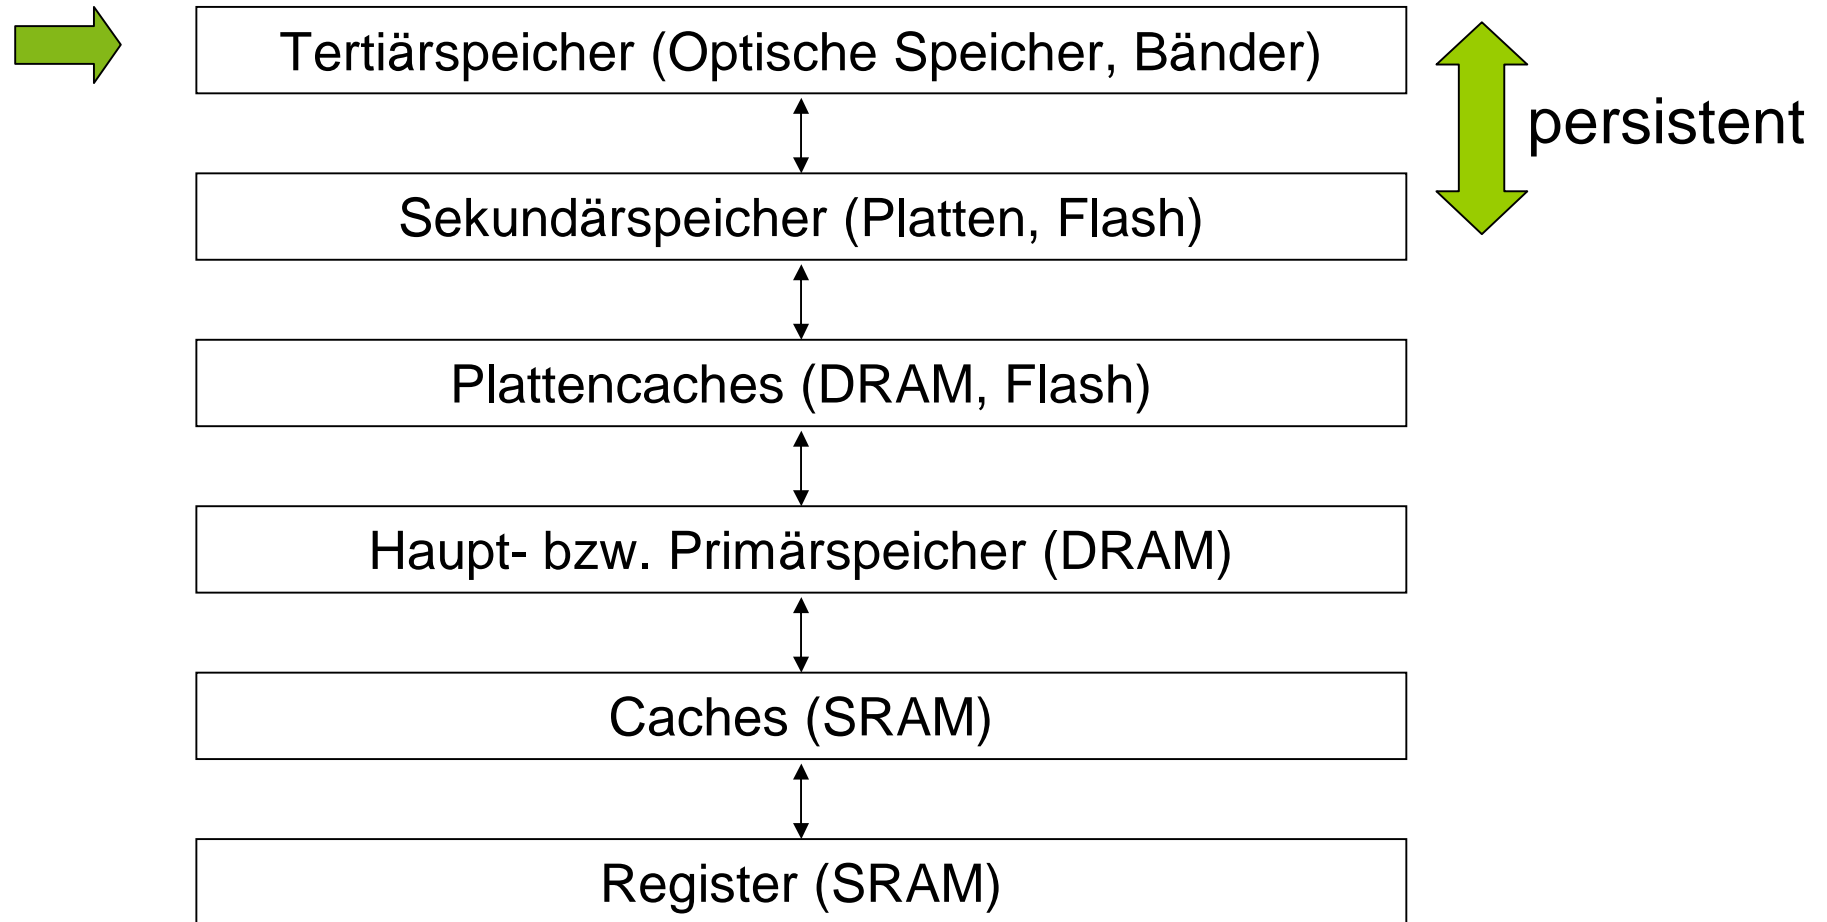 Tertiärspeicher (Optische Speicher, Bänder)
persistent
Sekundärspeicher (Platten, Flash)
Plattencaches (DRAM, Flash)
Haupt- bzw. Primärspeicher (DRAM)
Caches (SRAM)
Register (SRAM)